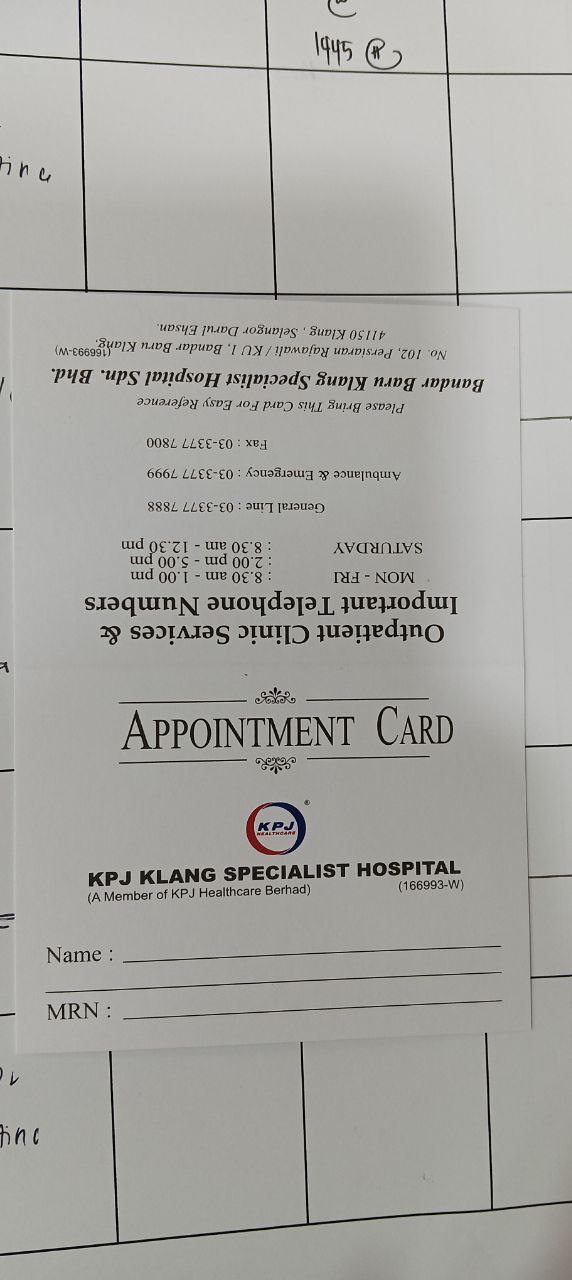 1445
APPOINTMENT CARD
KPJ
HEALTHCARE
®
KPJ KLANG SPECIALIST HOSPITAL
(A Member of KPJ Healthcare Berhad) (166993-W)
Name :
MRN :
Outpatient Clinic Services &
Important Telephone Numbers
MON - FRI : 8.30 am - 1.00 pm
: 2.00 pm - 5.00 pm
SATURDAY : 8.30 am - 12.30 pm
General Line : 03-3377 7888
Ambulance & Emergency : 03-3377 7999
Fax : 03-3377 7800
Please Bring This Card For Easy Reference
Bandar Baru Klang Specialist Hospital Sdn. Bhd.
(166993-W)
No. 102, Persiaran Rajawali / KU 1, Bandar Baru Klang,
41150 Klang , Selangor Darul Ehsan.